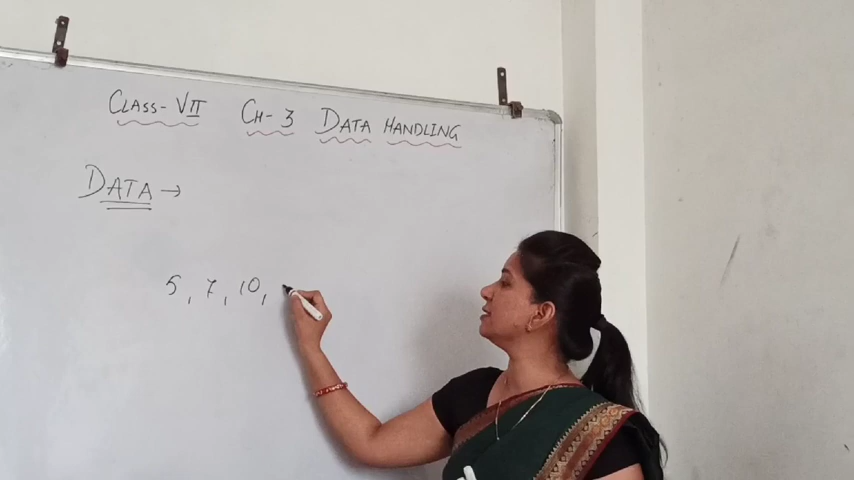 CLASS- VII CH- 3 DATA HANDLING
DATA →
5, 7, 10,